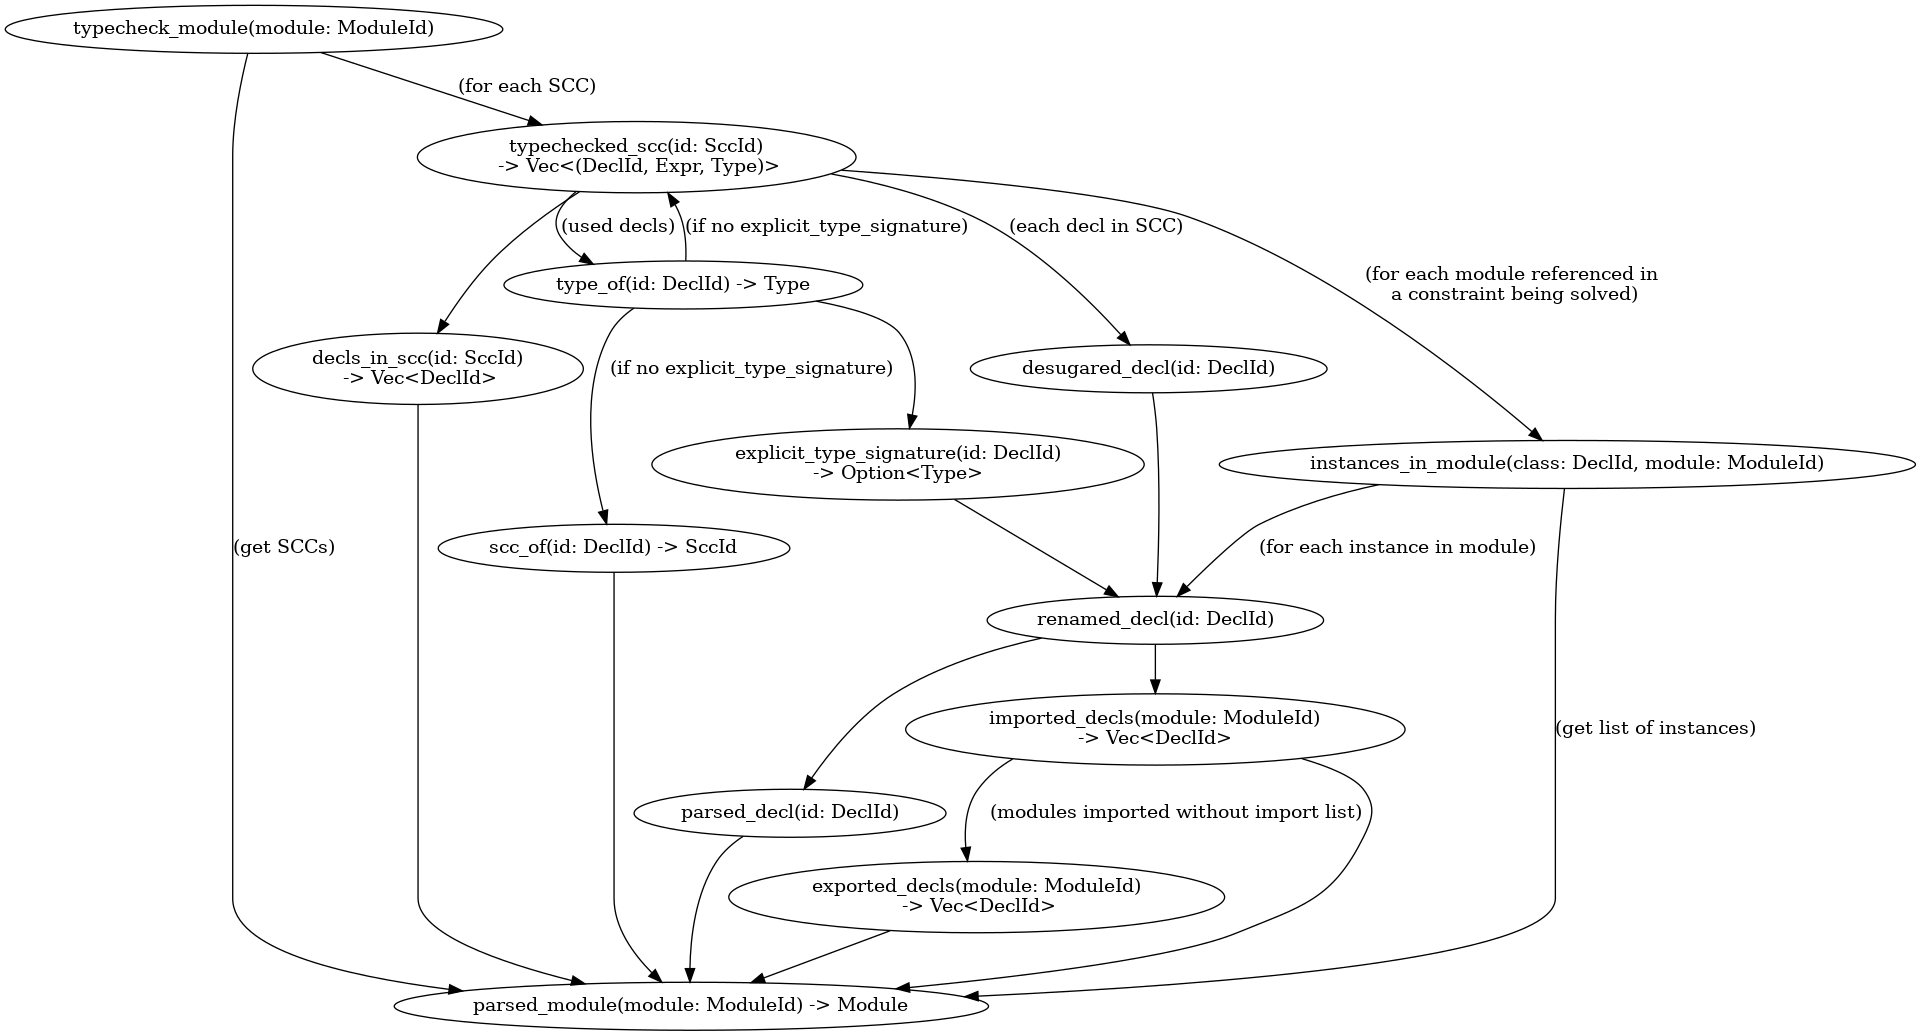 typecheck_module(module: ModuleId)
(for each SCC)
typechecked_scc(id: SccId)
-> Vec<(DeclId, Expr, Type)>
(used decls)
(if no explicit_type_signature)
(each decl in SCC)
(for each module referenced in
a constraint being solved)
type_of(id: DeclId) -> Type
decls_in_scc(id: SccId)
-> Vec<DeclId>
(if no explicit_type_signature)
desugared_decl(id: DeclId)
explicit_type_signature(id: DeclId)
-> Option<Type>
instances_in_module(class: DeclId, module: ModuleId)
(get SCCs)
scc_of(id: DeclId) -> SccId
(for each instance in module)
renamed_decl(id: DeclId)
imported_decls(module: ModuleId)
-> Vec<DeclId>
(get list of instances)
parsed_decl(id: DeclId)
(modules imported without import list)
exported_decls(module: ModuleId)
-> Vec<DeclId>
parsed_module(module: ModuleId) -> Module